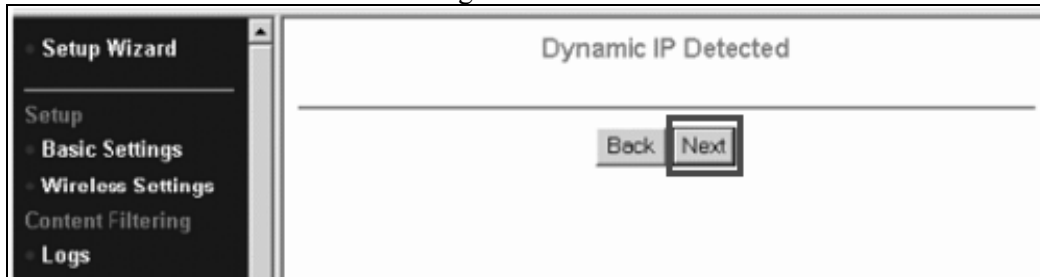 Setup Wizard
Setup
Basic Settings
Wireless Settings
Content Filtering
Logs
Dynamic IP Detected
Back Next